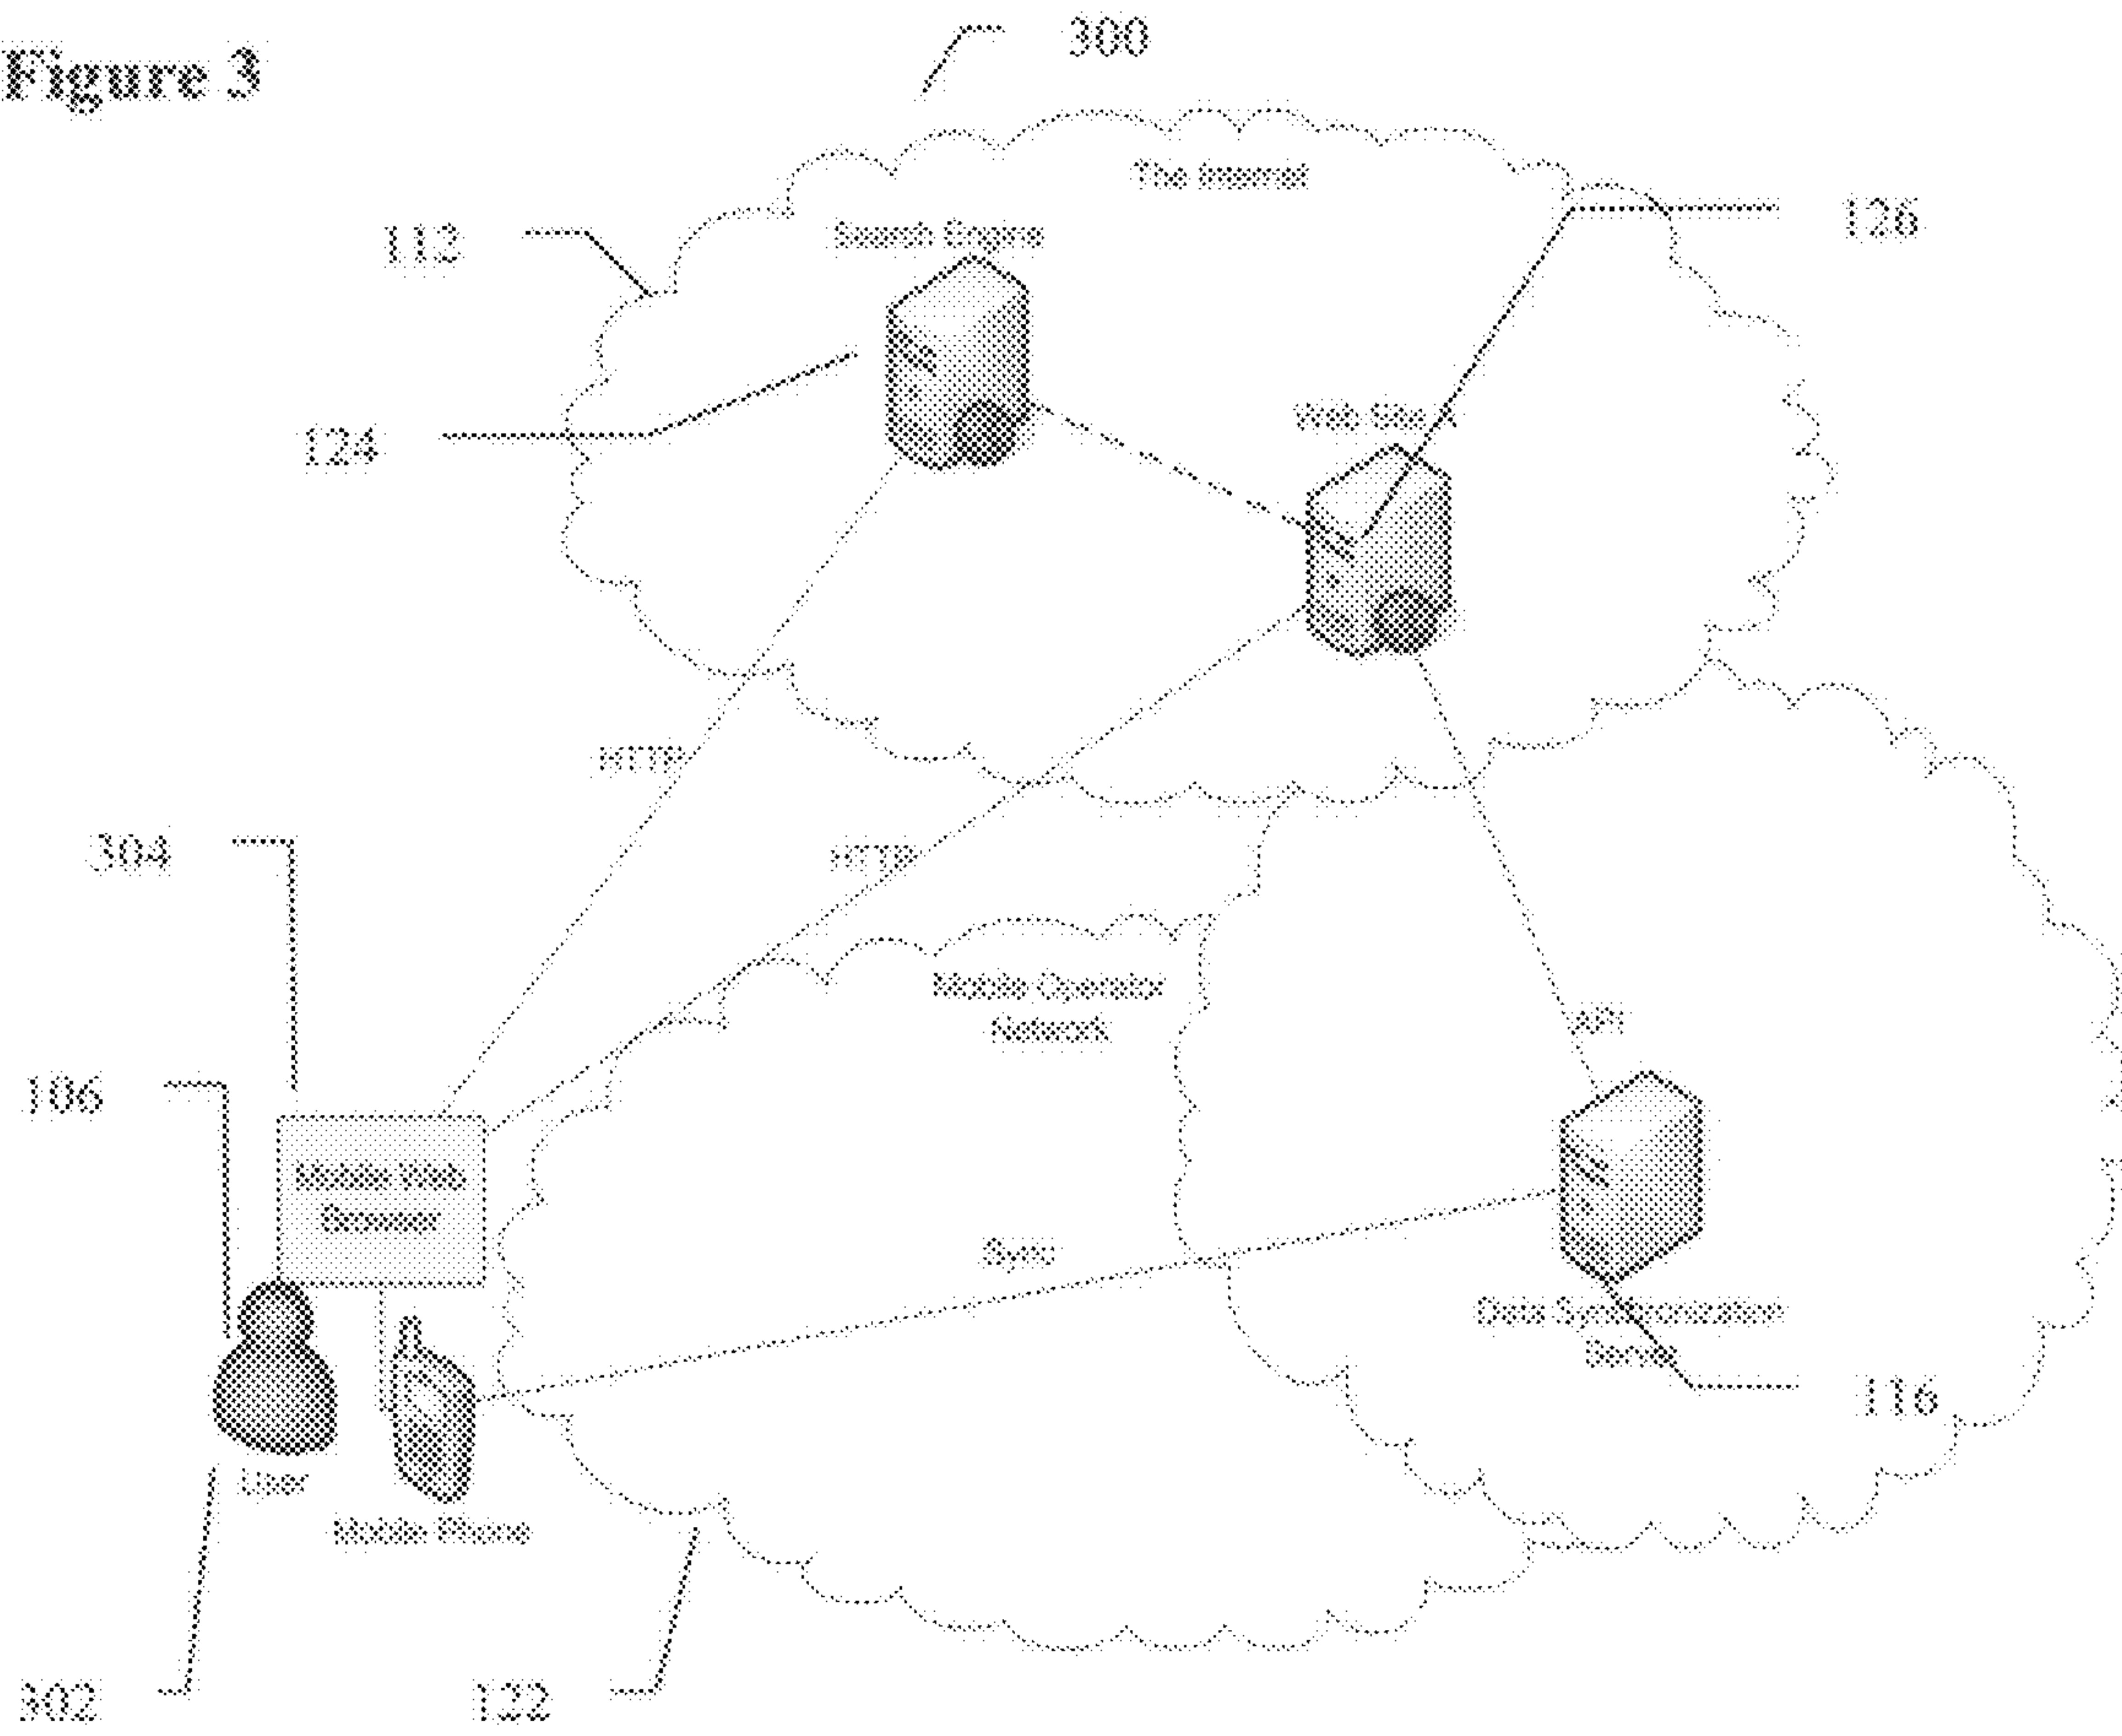 Figure 3
300
The Internet
112
Search Engine
126
124
Web Site A
HTTP
304
HTTP
Mobile Operator
Network
API
106
Mobile Web
Browser
Sync
Data Synchronization
Server
116
User
Mobile Phone
302
122